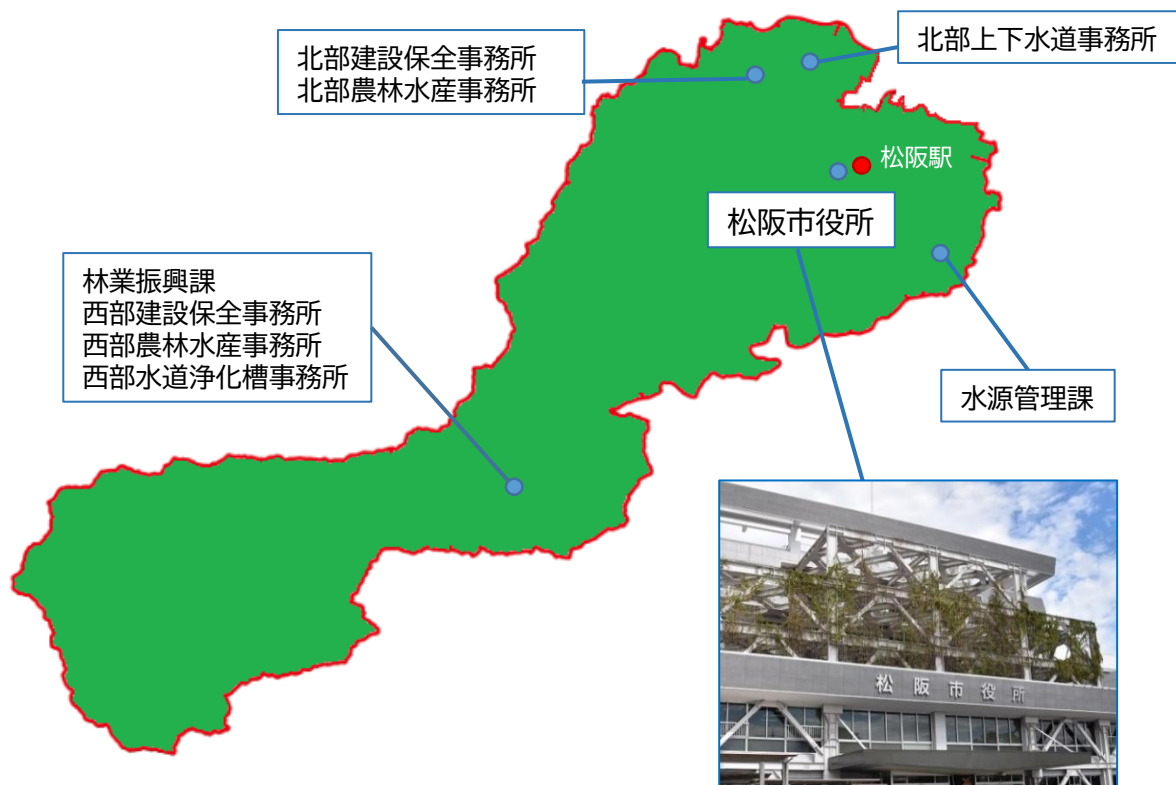 北部建設保全事務所
北部農林水産事務所
北部上下水道事務所
松阪駅
松阪市役所
林業振興課
西部建設保全事務所
西部農林水産事務所
西部水道浄化槽事務所
水源管理課
松阪市役所